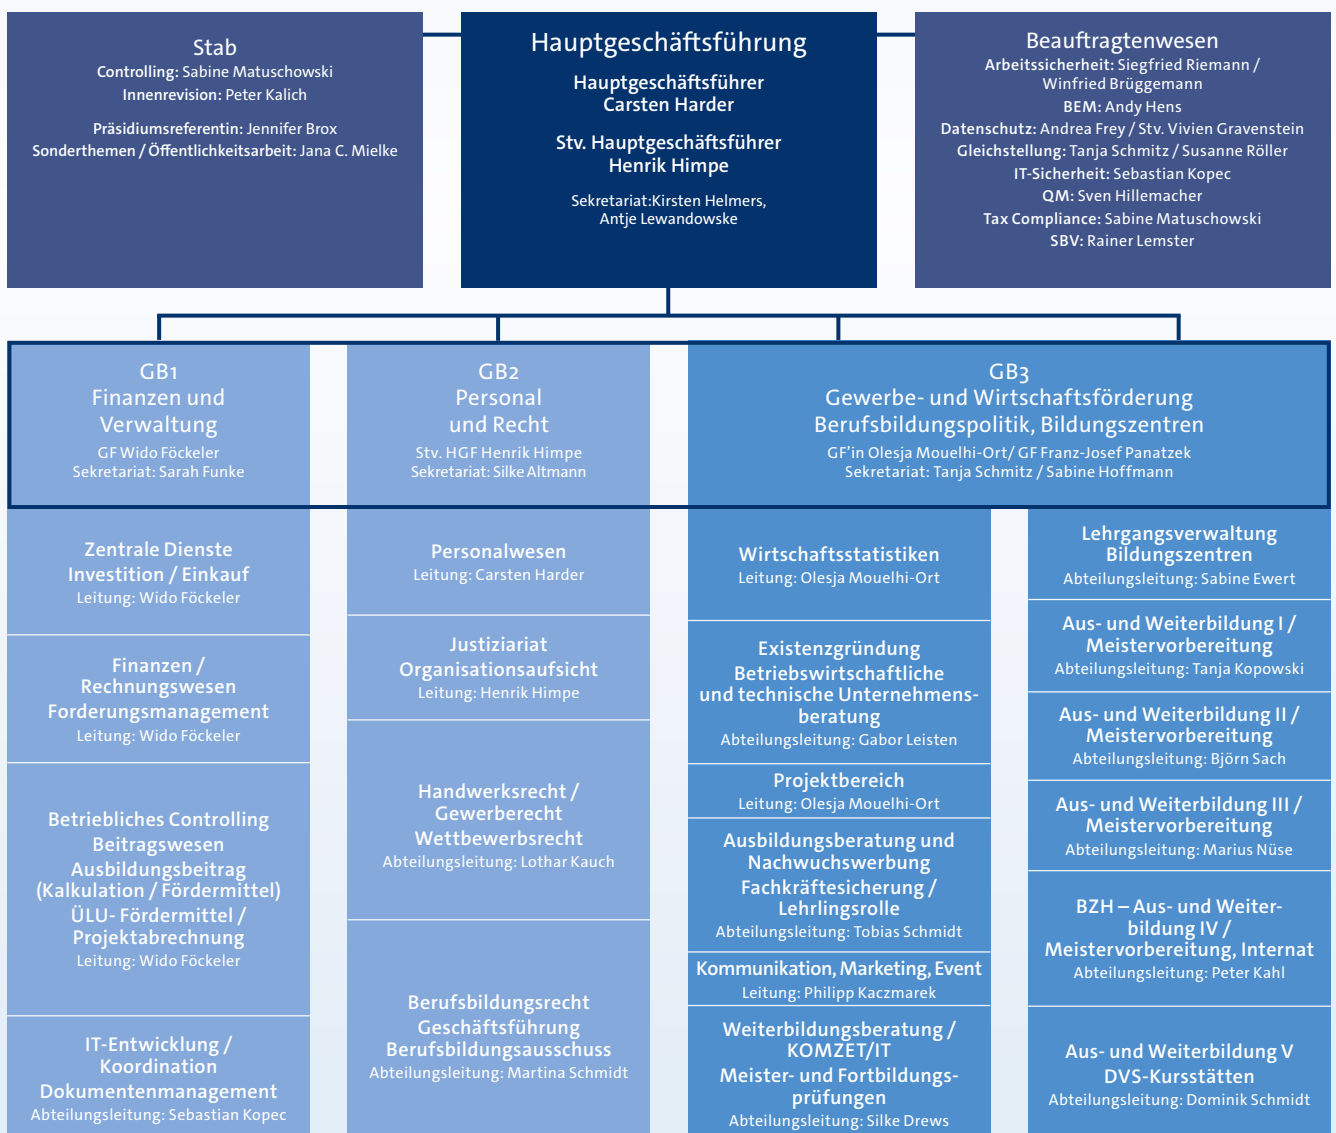 Stab
Controlling: Sabine Matuschowski
Innenrevision: Peter Kalich
Präsidiumsreferentin: Jennifer Brox
Sonderthemen / Öffentlichkeitsarbeit: Jana C. Mielke
Hauptgeschäftsführung
Hauptgeschäftsführer
Carsten Harder
Stv. Hauptgeschäftsführer
Henrik Himpe
Sekretariat:Kirsten Helmers,
Antje Lewandowske
Beauftragtenwesen
Arbeitssicherheit: Siegfried Riemann /
Winfried Brüggemann
BEM: Andy Hens
Datenschutz: Andrea Frey / Stv. Vivien Gravenstein
Gleichstellung: Tanja Schmitz / Susanne Röller
IT-Sicherheit: Sebastian Kopec
QM: Sven Hillemacher
Tax Compliance: Sabine Matuschowski
SBV: Rainer Lemster
GB1
Finanzen und
Verwaltung
GF Wido Föckeler
Sekretariat: Sarah Funke
GB2
Personal
und Recht
Stv. HGF Henrik Himpe
Sekretariat: Silke Altmann
GB3
Gewerbe- und Wirtschaftsförderung
Berufsbildungspolitik, Bildungszentren
GF'in Olesja Mouelhi-Ort/ GF Franz-Josef Panatzek
Sekretariat: Tanja Schmitz / Sabine Hoffmann
Zentrale Dienste
Investition / Einkauf
Leitung: Wido Föckeler
Finanzen /
Rechnungswesen
Forderungsmanagement
Leitung: Wido Föckeler
Betriebliches Controlling
Beitragswesen
Ausbildungsbeitrag
(Kalkulation / Fördermittel)
ÜLU- Fördermittel /
Projektabrechnung
Leitung: Wido Föckeler
IT-Entwicklung /
Koordination
Dokumentenmanagement
Abteilungsleitung: Sebastian Kopec
Personalwesen
Leitung: Carsten Harder
Justiziariat
Organisationsaufsicht
Leitung: Henrik Himpe
Handwerksrecht /
Gewerberecht
Wettbewerbsrecht
Abteilungsleitung: Lothar Kauch
Berufsbildungsrecht
Geschäftsführung
Berufsbildungsausschuss
Abteilungsleitung: Martina Schmidt
Wirtschaftsstatistiken
Leitung: Olesja Mouelhi-Ort
Existenzgründung
Betriebswirtschaftliche
und technische Unternehmens-
beratung
Abteilungsleitung: Gabor Leisten
Projektbereich
Leitung: Olesja Mouelhi-Ort
Ausbildungsberatung und
Nachwuchswerbung
Fachkräftesicherung /
Lehrlingsrolle
Abteilungsleitung: Tobias Schmidt
Kommunikation, Marketing, Event
Leitung: Philipp Kaczmarek
Weiterbildungsberatung /
KOMZET/IT
Meister- und Fortbildungs-
prüfungen
Abteilungsleitung: Silke Drews
Lehrgangsverwaltung
Bildungszentren
Abteilungsleitung: Sabine Ewert
Aus- und Weiterbildung I /
Meistervorbereitung
Abteilungsleitung: Tanja Kopowski
Aus- und Weiterbildung II /
Meistervorbereitung
Abteilungsleitung: Björn Sach
Aus- und Weiterbildung III /
Meistervorbereitung
Abteilungsleitung: Marius Nüse
BZH – Aus- und Weiter-
bildung IV /
Meistervorbereitung, Internat
Abteilungsleitung: Peter Kahl
Aus- und Weiterbildung V
DVS-Kursstätten
Abteilungsleitung: Dominik Schmidt